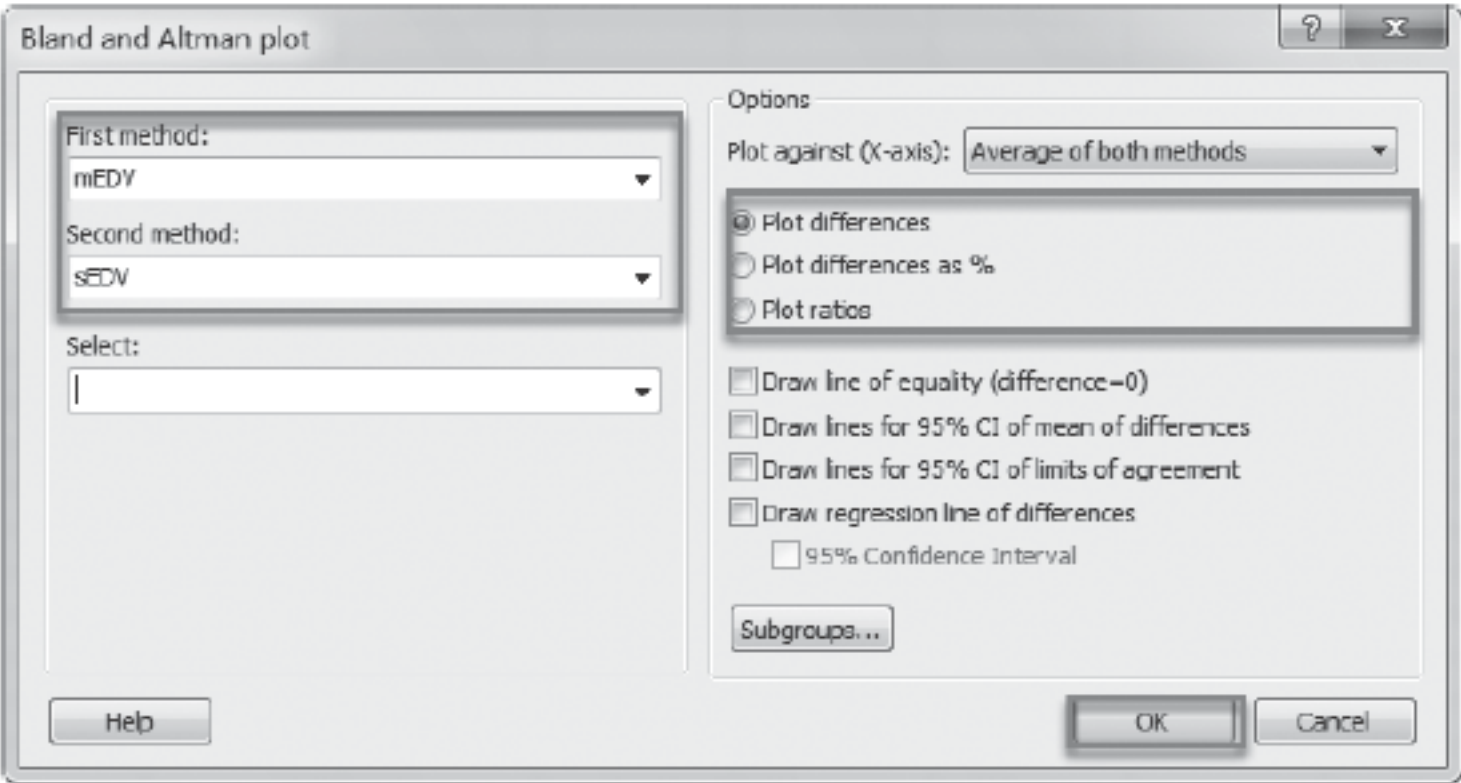 Bland and Altman plot
First method:
mEDV
Second method:
sEDV
Select:
Options
Plot against (X-axis): Average of both methods
Plot differences
Plot differences as %
Plot ratios
Draw line of equality (difference=0)
Draw lines for 95% CI of mean of differences
Draw lines for 95% CI of limits of agreement
Draw regression line of differences
95% Confidence Interval
Subgroups...
Help
OK
Cancel